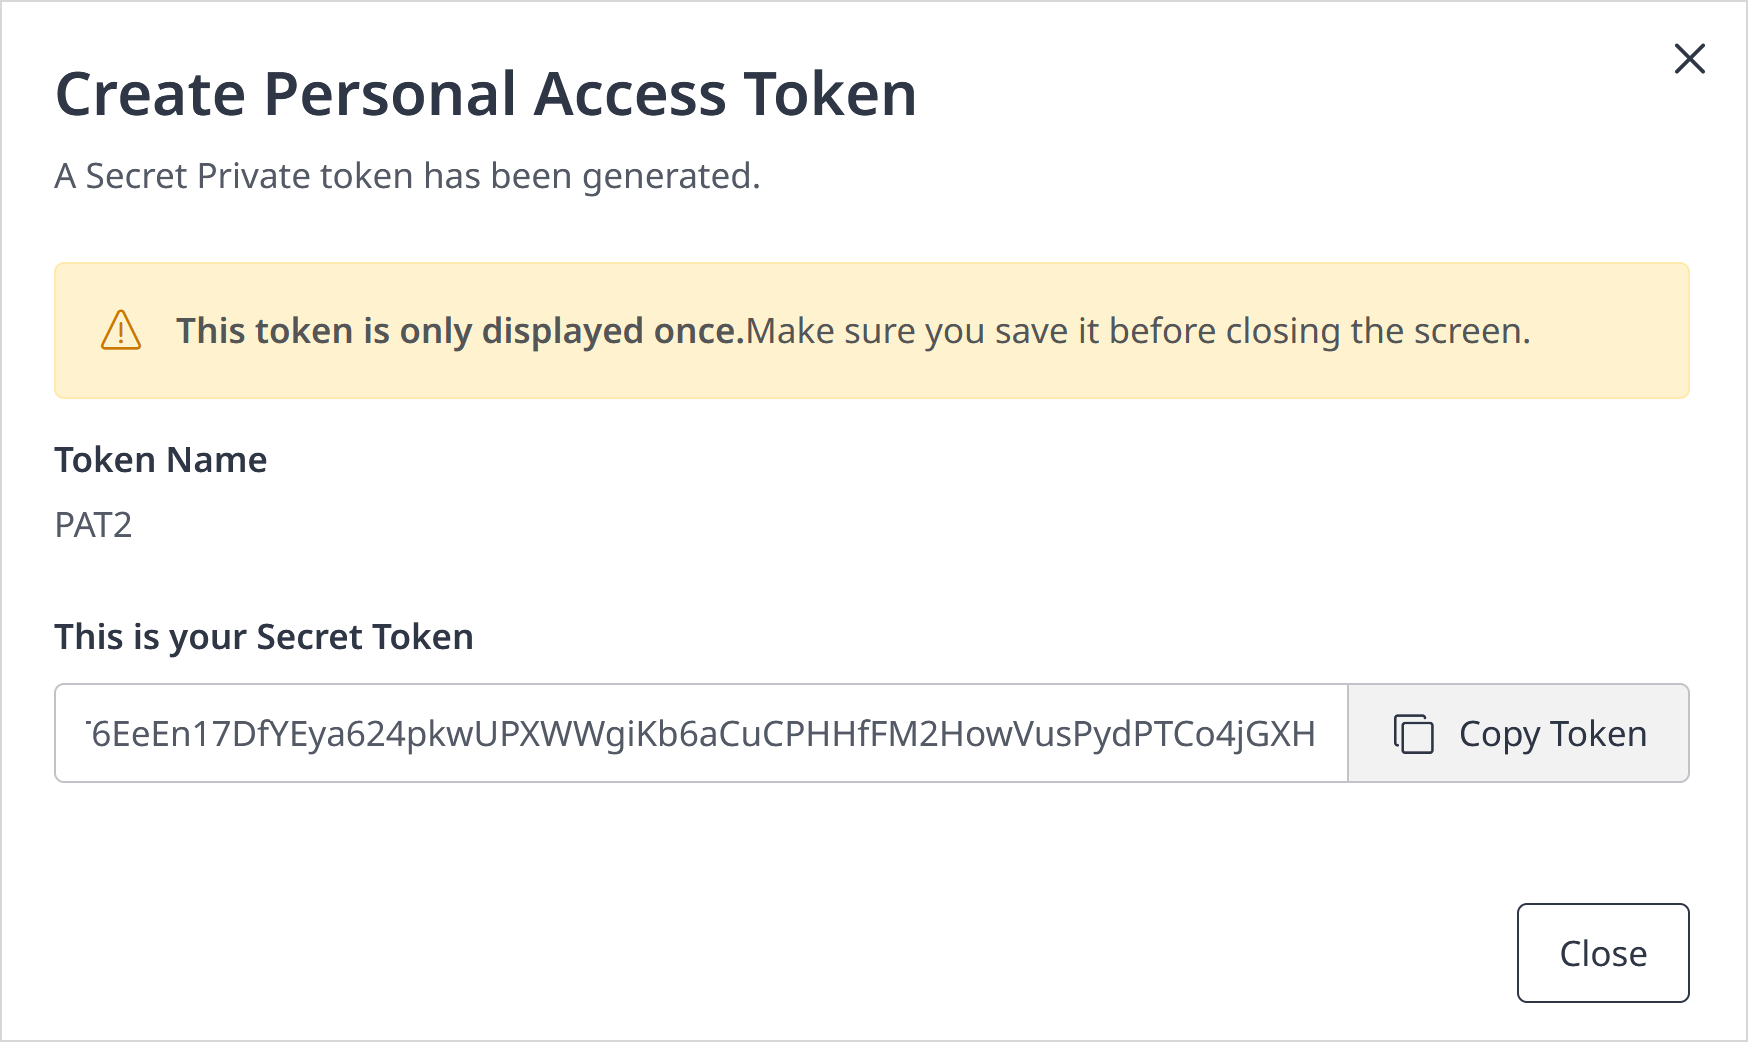 Create Personal Access Token
A Secret Private token has been generated.
This token is only displayed once.Make sure you save it before closing the screen.
Token Name
PAT2
This is your Secret Token
6EeEn17DfYEya624pkwUPXWWgiKb6aCuCPHHfFM2HowVusPydPTCo4jGXH
Copy Token
Close